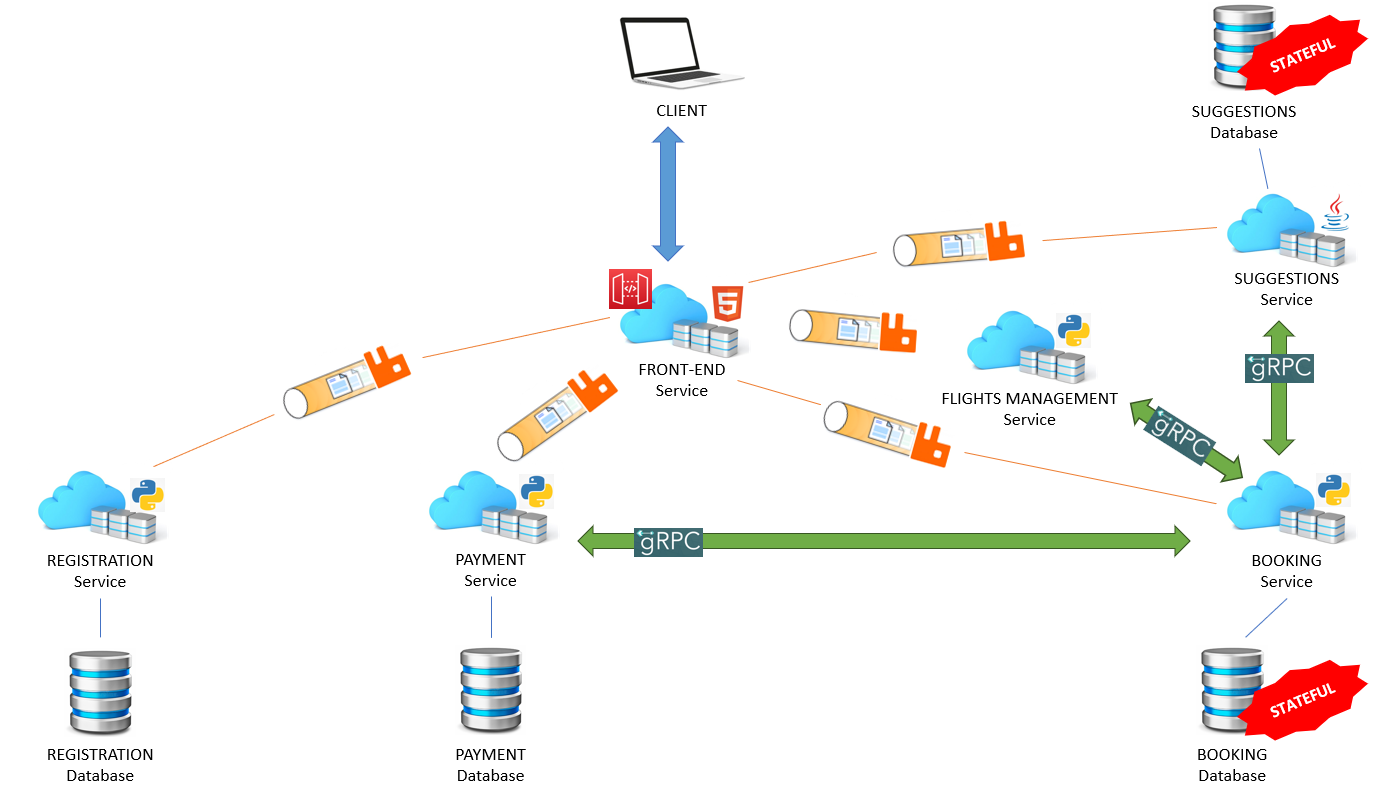 STATEFUL
CLIENT
SUGGESTIONS
Database
SUGGESTIONS
Service
FRONT-END
Service
gRPC
FLIGHTS MANAGEMENT
Service
gRPC
gRPC
REGISTRATION
Service
PAYMENT
Service
BOOKING
Service
STATEFUL
REGISTRATION
Database
PAYMENT
Database
BOOKING
Database